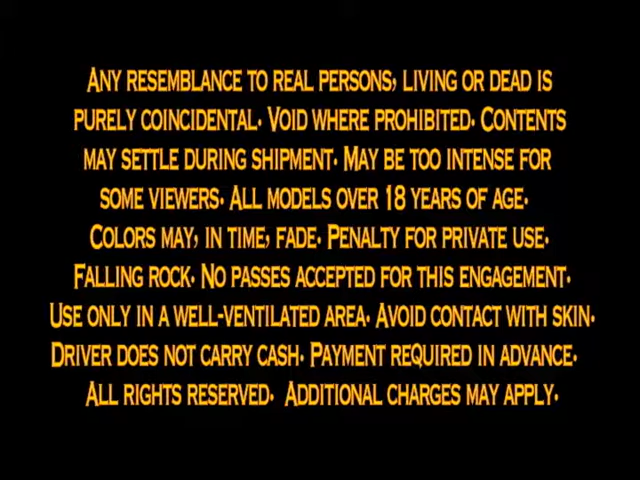 Any resemblance to real persons, living or dead is
purely coincidental. Void where prohibited. Contents
may settle during shipment. May be too intense for
some viewers. All models over 18 years of age.
Colors may, in time, fade. Penalty for private use.
Falling rock. No passes accepted for this engagement.
Use only in a well-ventilated area. Avoid contact with skin.
Driver does not carry cash. Payment required in advance.
All rights reserved. Additional charges may apply.